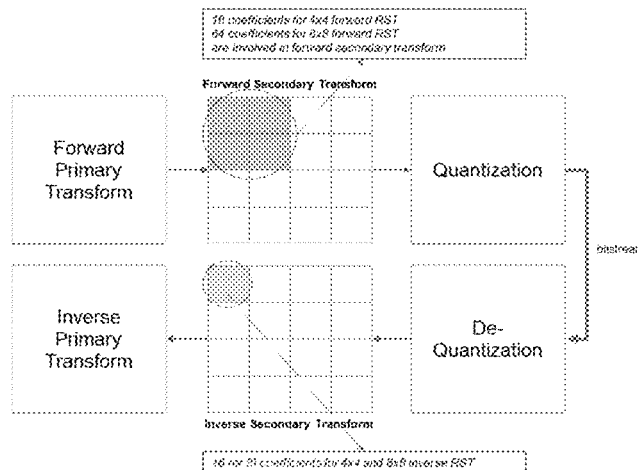 16 coefficients for 4x4 forward RST
64 coefficients for 8x8 forward RST
are involved in forward secondary transform
Forward Secondary Transform
Forward
Primary
Transform
Quantization
bitstream
Inverse
Primary
Transform
De-
Quantization
Inverse Secondary Transform
16 (or 8) coefficients for 4x4 and 8x8 inverse RST